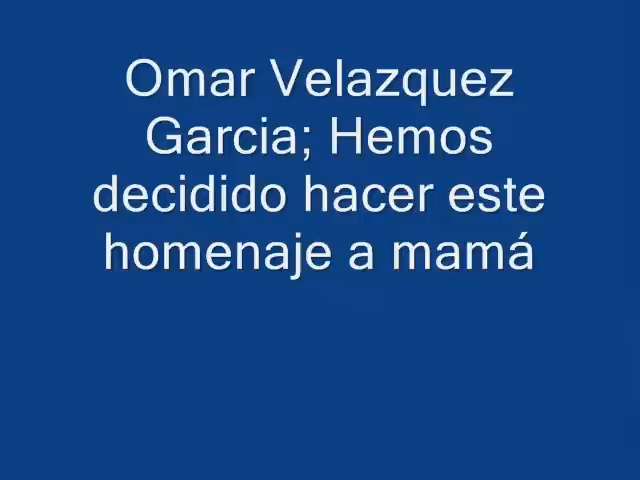 Omar Velazquez
Garcia; Hemos
decidido hacer este
homenaje a mamá